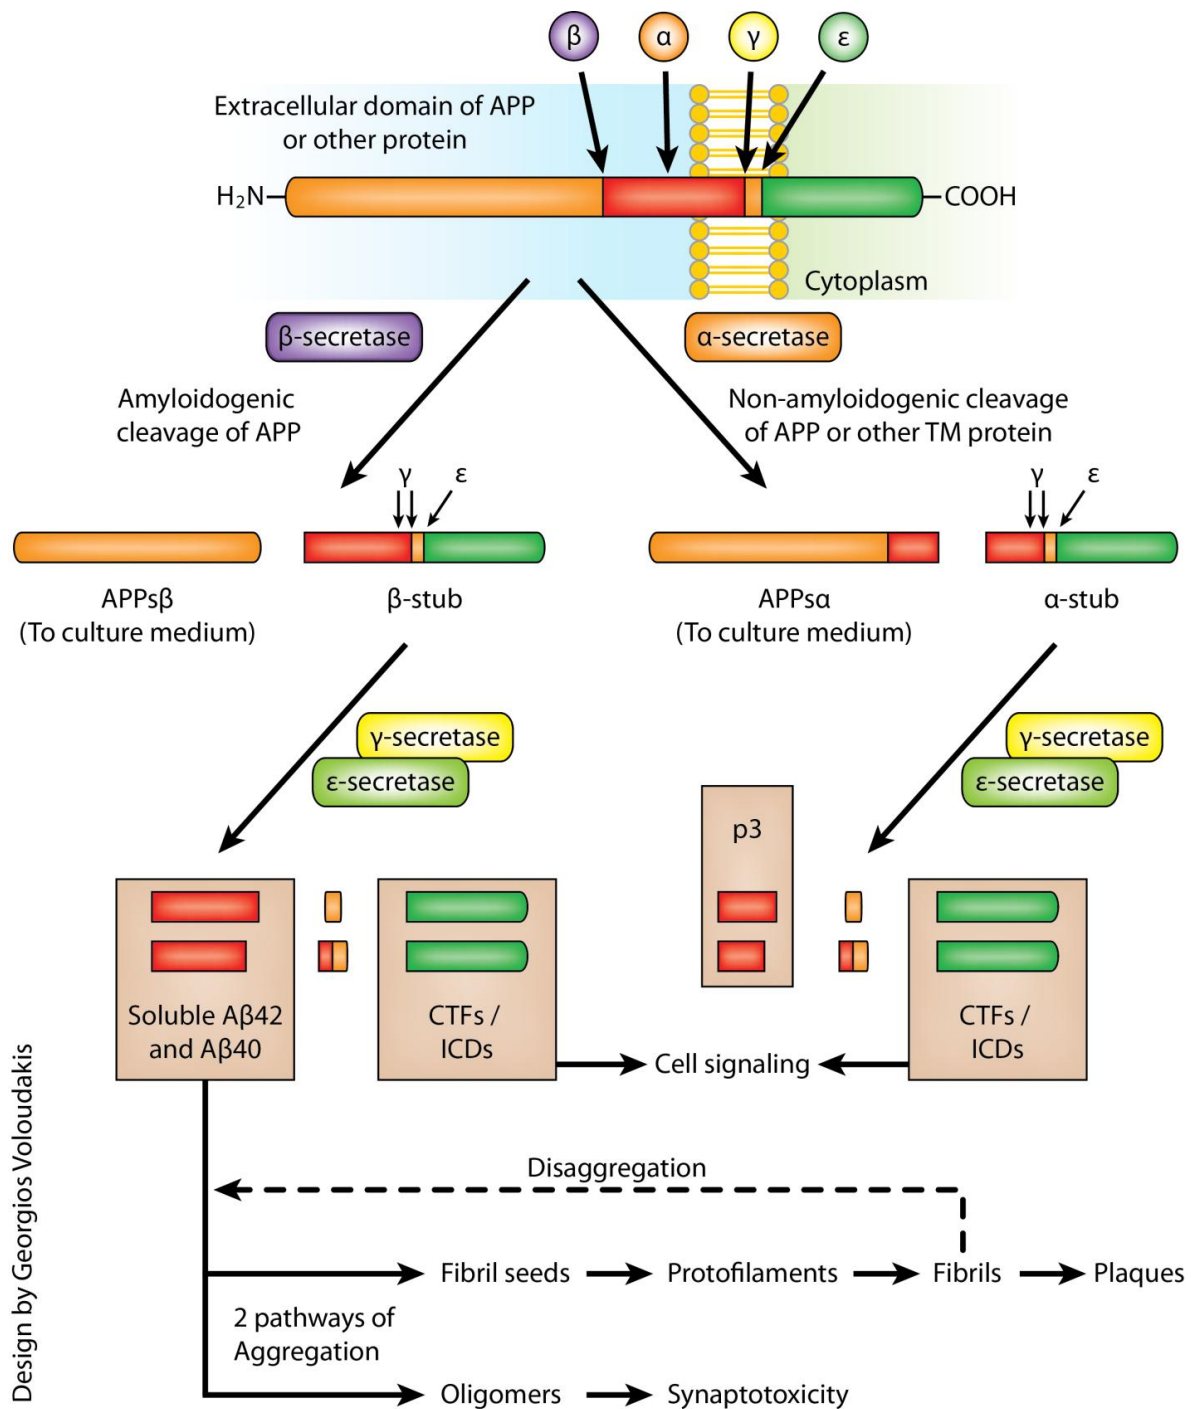 β α γ ε
Extracellular domain of APP
or other protein
H₂N
COOH
Cytoplasm
β-secretase
α-secretase
Amyloidogenic
cleavage of APP
Non-amyloidogenic cleavage
of APP or other TM protein
γ ε
γ ε
APPsβ
(To culture medium)
β-stub
APPsα
(To culture medium)
α-stub
γ-secretase
ε-secretase
γ-secretase
ε-secretase
p3
Soluble Aβ42
and Aβ40
CTFs /
ICDs
CTFs /
ICDs
Cell signaling
Disaggregation
Fibril seeds
Protofilaments
Fibrils
Plaques
2 pathways of
Aggregation
Oligomers
Synaptotoxicity
Design by Georgios Voloudakis